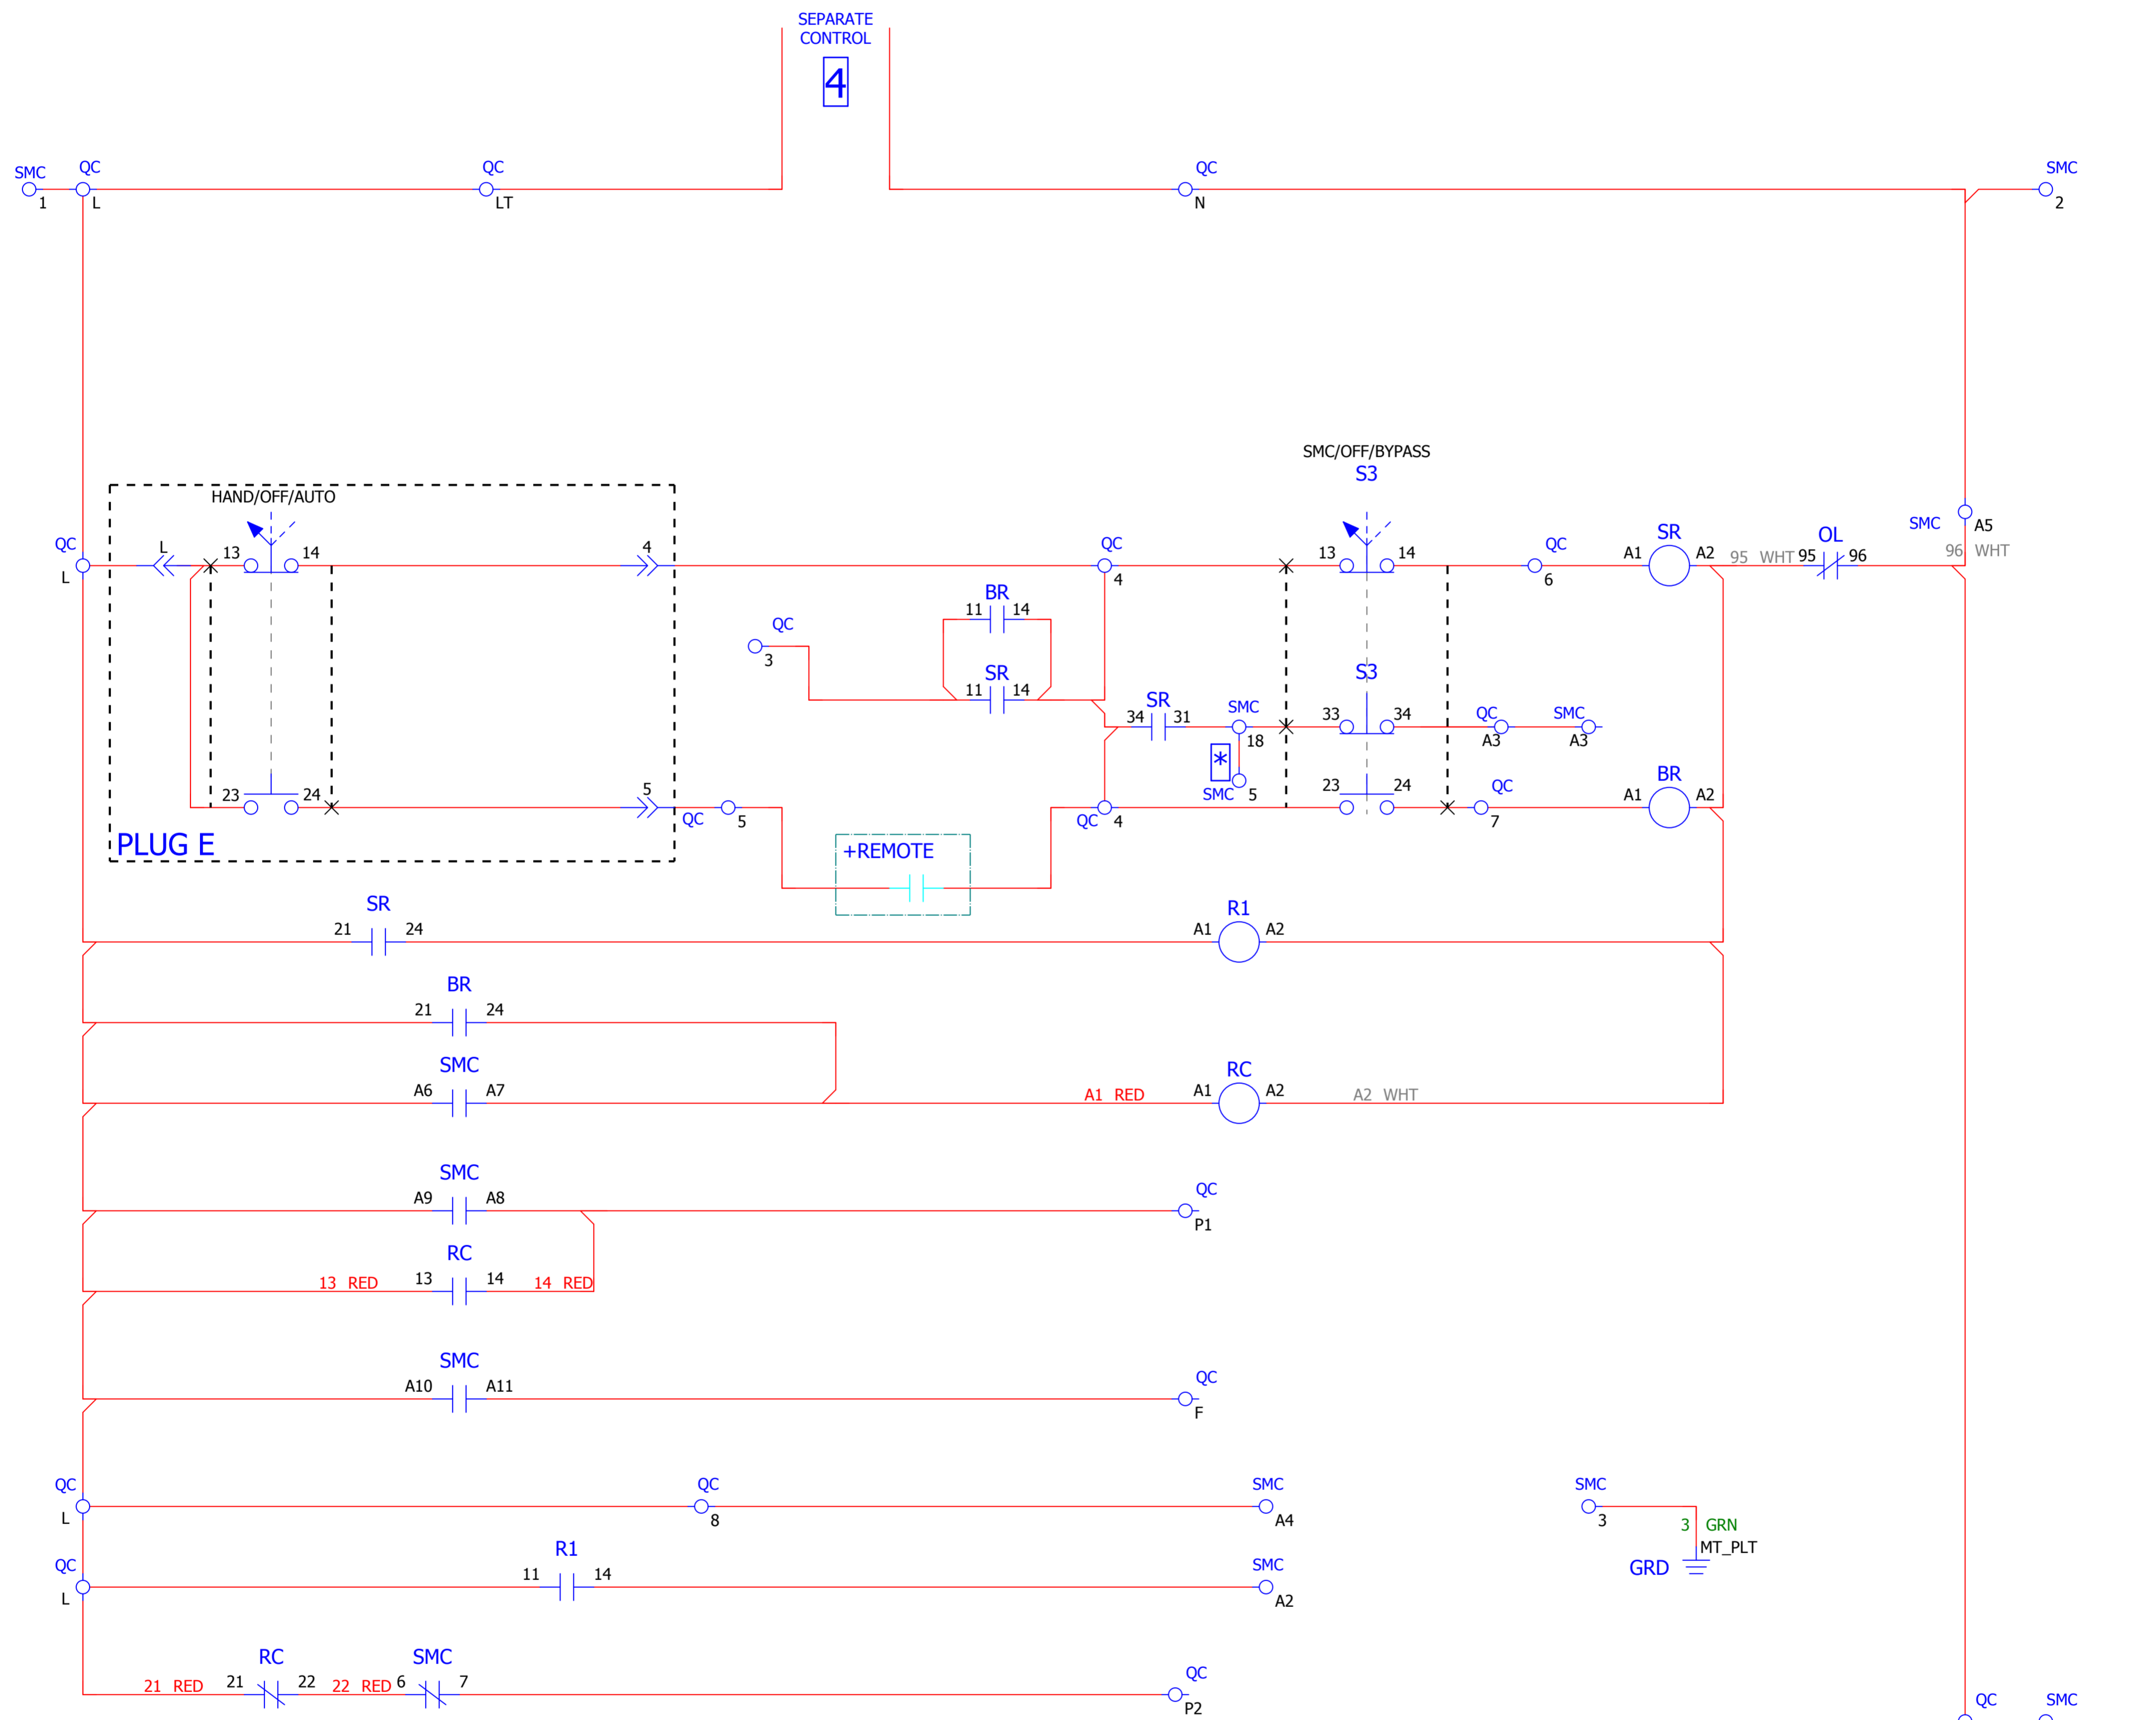 SEPARATE
CONTROL
4
SMC
1
QC
L
QC
LT
QC
N
SMC
2
SMC/OFF/BYPASS
S3
HAND/OFF/AUTO
QC
L
L
13
14
4
QC
4
13
14
QC
6
SR
A1
A2
95 WHT
95
OL
96
SMC
A5
96 WHT
BR
11
14
QC
3
SR
11
14
SR
34
31
SMC
18
*
SMC
5
S3
33
34
QC
A3
SMC
A3
23
24
5
QC
5
QC
4
23
24
QC
7
BR
A1
A2
PLUG E
+REMOTE
SR
21
24
R1
A1
A2
BR
21
24
SMC
A6
A7
A1 RED
RC
A1
A2
A2 WHT
SMC
A9
A8
QC
P1
RC
13 RED
13
14
14 RED
SMC
A10
A11
QC
F
QC
L
QC
8
SMC
A4
SMC
3
3 GRN
MT_PLT
GRD
QC
L
R1
11
14
SMC
A2
RC
21 RED
21
22
22 RED
SMC
6
7
QC
P2
QC
SMC